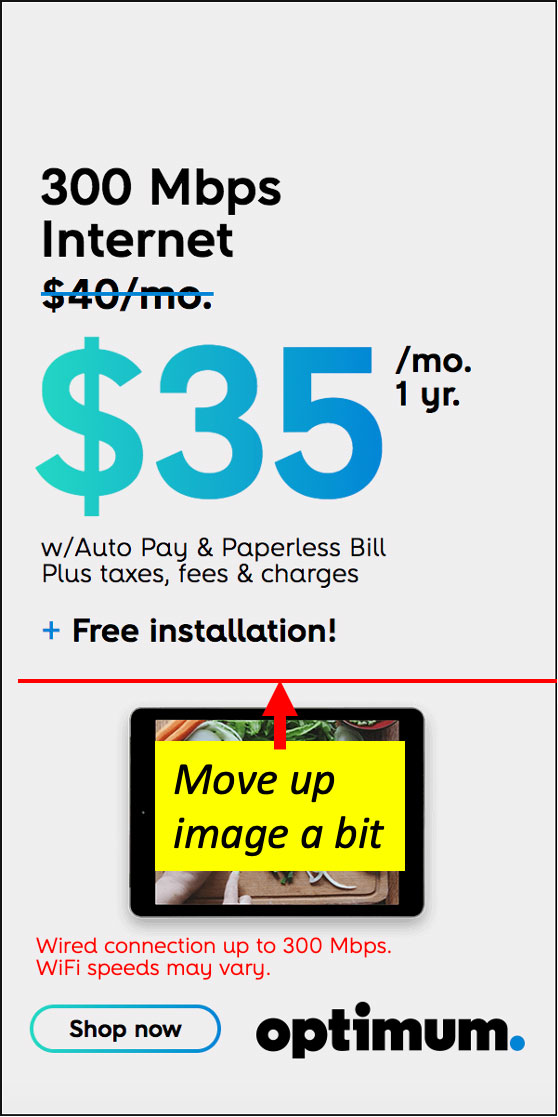 300 Mbps
Internet
$40/mo.
$35 /mo.
1 yr.
w/Auto Pay & Paperless Bill
Plus taxes, fees & charges
+ Free installation!
Move up
image a bit
Wired connection up to 300 Mbps.
WiFi speeds may vary.
Shop now
optimum.